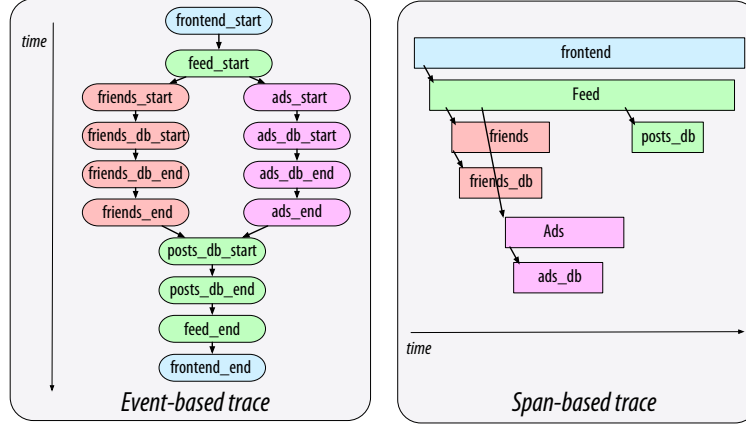 time
frontend_start
feed_start
friends_start
ads_start
friends_db_start
ads_db_start
friends_db_end
ads_db_end
friends_end
ads_end
posts_db_start
posts_db_end
feed_end
frontend_end
Event-based trace
frontend
Feed
friends
posts_db
friends_db
Ads
ads_db
time
Span-based trace